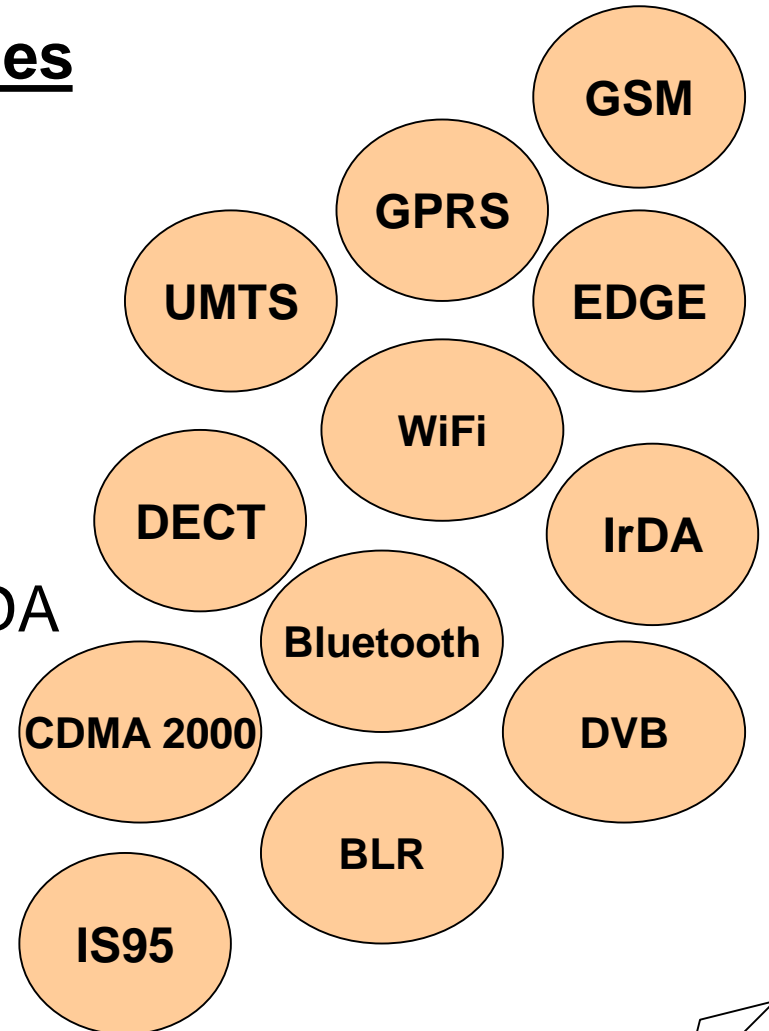 es
GSM
GPRS
UMTS
EDGE
WiFi
DECT
IrDA
DA
Bluetooth
CDMA 2000
DVB
BLR
IS95